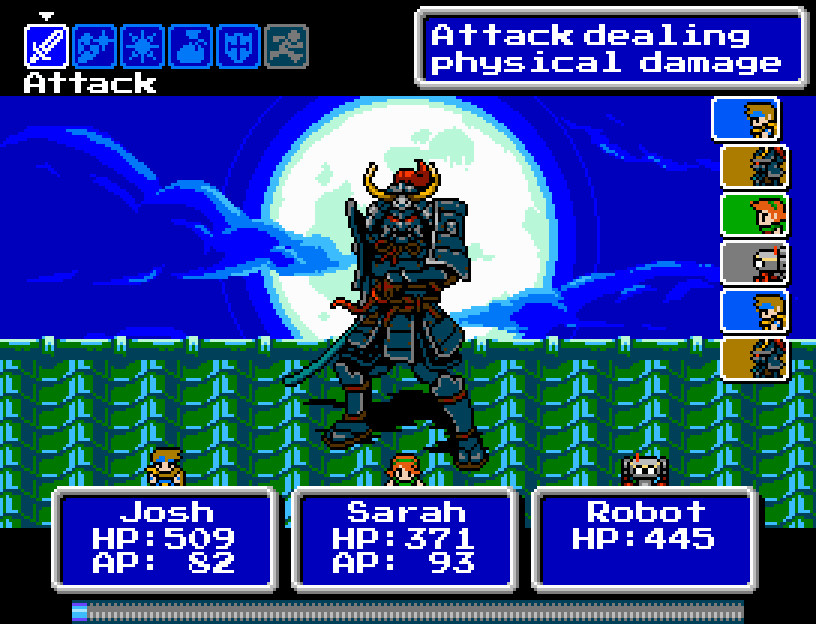 Attack
Attack dealing
physical damage
Josh
HP:509
AP: 82
Sarah
HP:371
AP: 93
Robot
HP:445